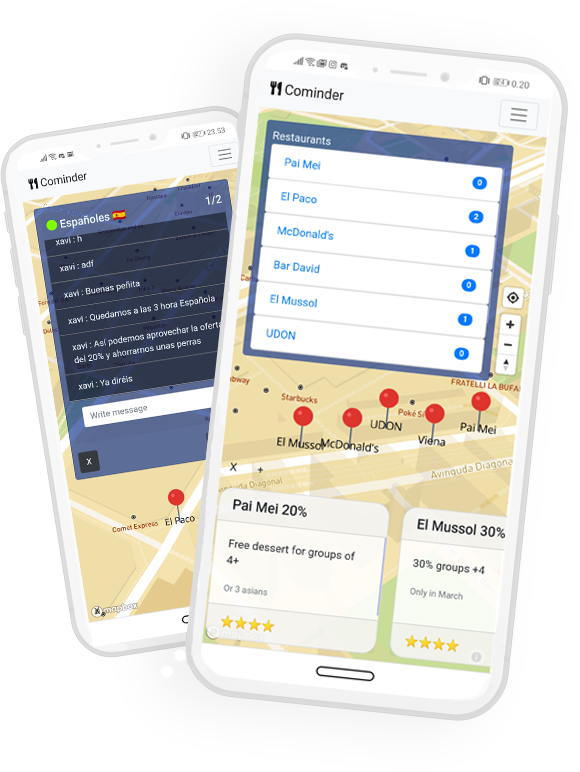 23.53
Cominder
Españoles 🇪🇸 1/2
xavi : h
xavi : adf
xavi : Buenas peñita
xavi : Quedamos a las 3 hora Española
xavi : Así podemos aprovechar la oferta
del 20% y ahorrarnos unas perras
xavi : Ya diréis
Write message
X
Comet Express
El Paco
mapbox
0.20
Cominder
Restaurants
Pai Mei 0
El Paco 2
McDonald's 1
Bar David 0
El Mussol 1
UDON 0
+
−
FRATELLI LA BUFA
Starbucks
Poké
UDON
Viena
Pai Mei
El Mussol
McDonald's
X +
Avinguda Diagonal
Avinguda Diagona
Pai Mei 20%
Free dessert for groups of
4+
Or 3 asians
El Mussol 30%
30% groups +4
Only in March